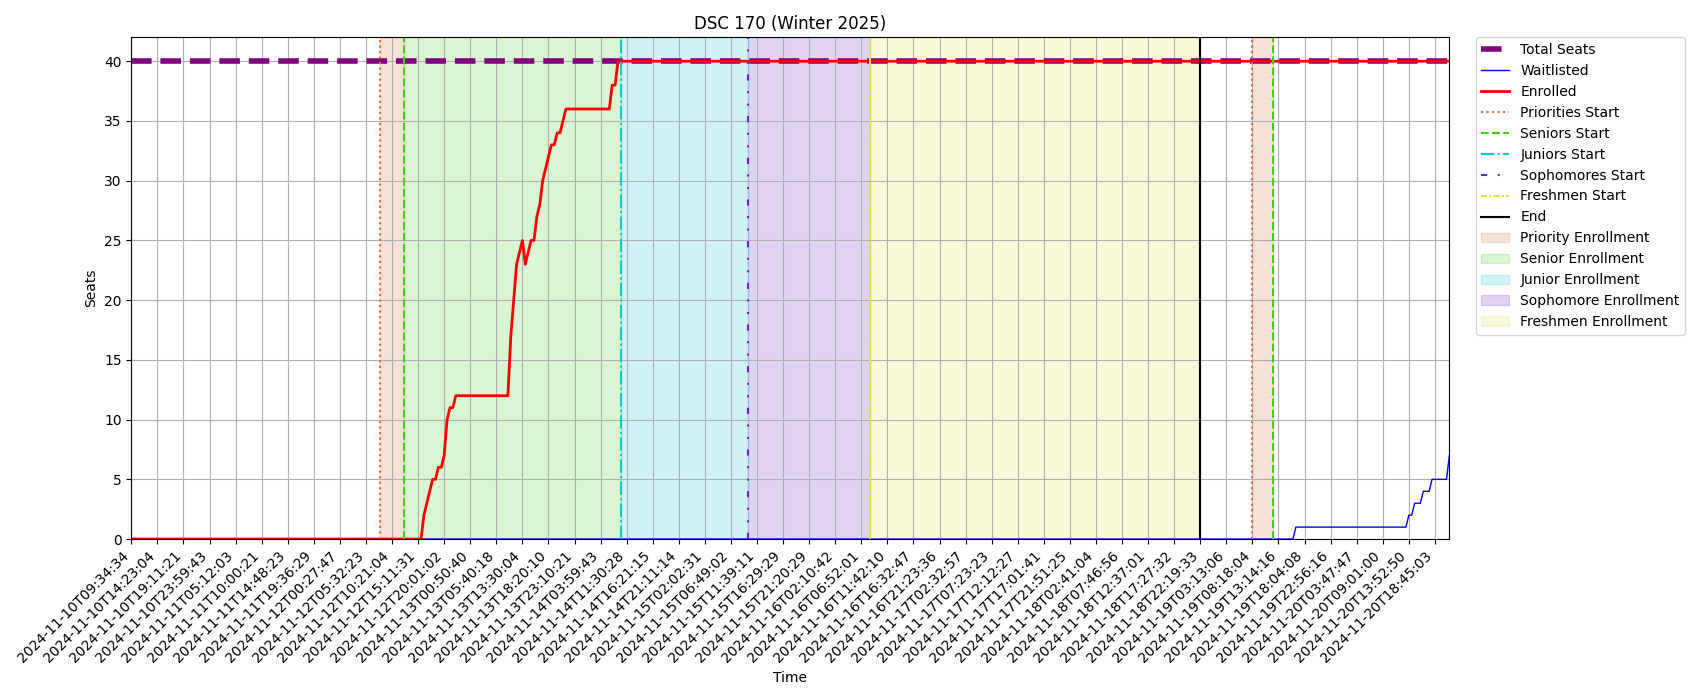 DSC 170 (Winter 2025)
Seats
40
35
30
25
20
15
10
5
0
2024-11-10T09:34:34
2024-11-10T14:23:04
2024-11-10T19:11:21
2024-11-10T23:59:43
2024-11-11T05:12:03
2024-11-11T10:00:21
2024-11-11T14:48:23
2024-11-11T19:36:29
2024-11-12T00:27:47
2024-11-12T05:32:23
2024-11-12T10:21:04
2024-11-12T15:11:31
2024-11-12T20:01:02
2024-11-13T00:50:40
2024-11-13T05:40:18
2024-11-13T13:30:04
2024-11-13T18:20:10
2024-11-13T23:10:21
2024-11-14T03:59:43
2024-11-14T11:30:28
2024-11-14T16:21:15
2024-11-14T21:11:14
2024-11-15T02:02:31
2024-11-15T06:49:02
2024-11-15T11:39:11
2024-11-15T16:29:29
2024-11-15T21:20:29
2024-11-16T02:10:42
2024-11-16T06:52:01
2024-11-16T11:42:10
2024-11-16T16:32:47
2024-11-16T21:23:36
2024-11-17T02:32:57
2024-11-17T07:23:23
2024-11-17T12:12:27
2024-11-17T17:01:41
2024-11-17T21:51:25
2024-11-18T02:41:04
2024-11-18T07:46:56
2024-11-18T12:37:01
2024-11-18T17:27:32
2024-11-18T22:19:33
2024-11-19T03:13:06
2024-11-19T08:18:04
2024-11-19T13:14:16
2024-11-19T18:04:08
2024-11-19T22:56:16
2024-11-20T03:47:47
2024-11-20T09:01:00
2024-11-20T13:52:50
2024-11-20T18:45:03
Time
Total Seats
Waitlisted
Enrolled
Priorities Start
Seniors Start
Juniors Start
Sophomores Start
Freshmen Start
End
Priority Enrollment
Senior Enrollment
Junior Enrollment
Sophomore Enrollment
Freshmen Enrollment